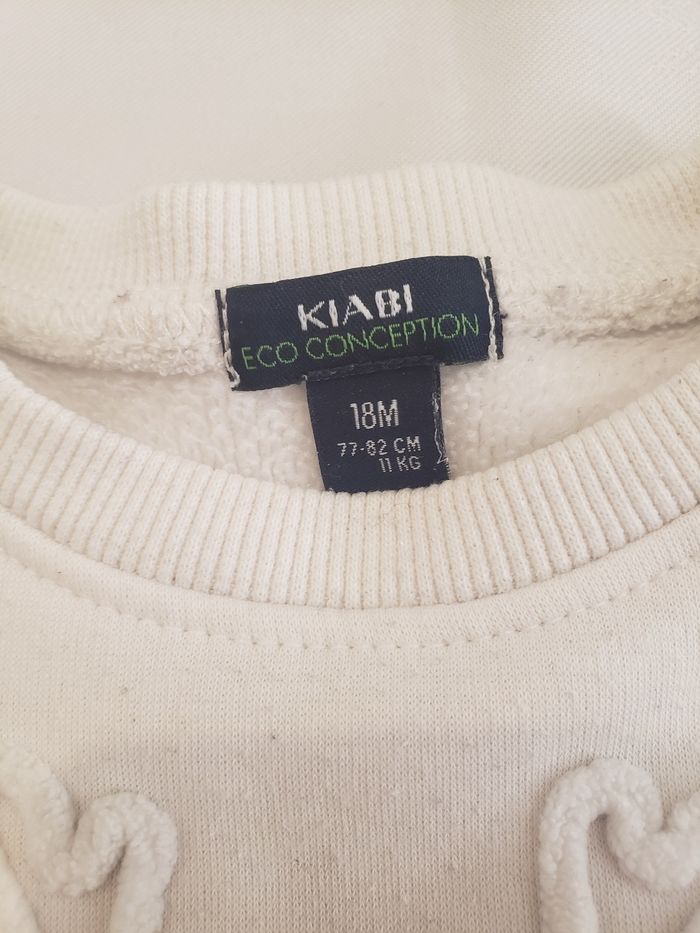 KIABI
ECO CONCEPTION
18M
77-82 CM
11 KG